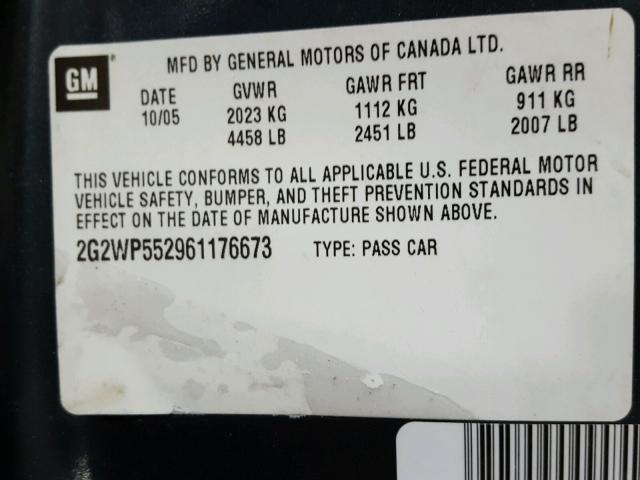 GM
MFD BY GENERAL MOTORS OF CANADA LTD.
DATE GVWR GAWR FRT GAWR RR
10/05 2023 KG 1112 KG 911 KG
4458 LB 2451 LB 2007 LB
THIS VEHICLE CONFORMS TO ALL APPLICABLE U.S. FEDERAL MOTOR
VEHICLE SAFETY, BUMPER, AND THEFT PREVENTION STANDARDS IN
EFFECT ON THE DATE OF MANUFACTURE SHOWN ABOVE.
2G2WP552961176673 TYPE: PASS CAR